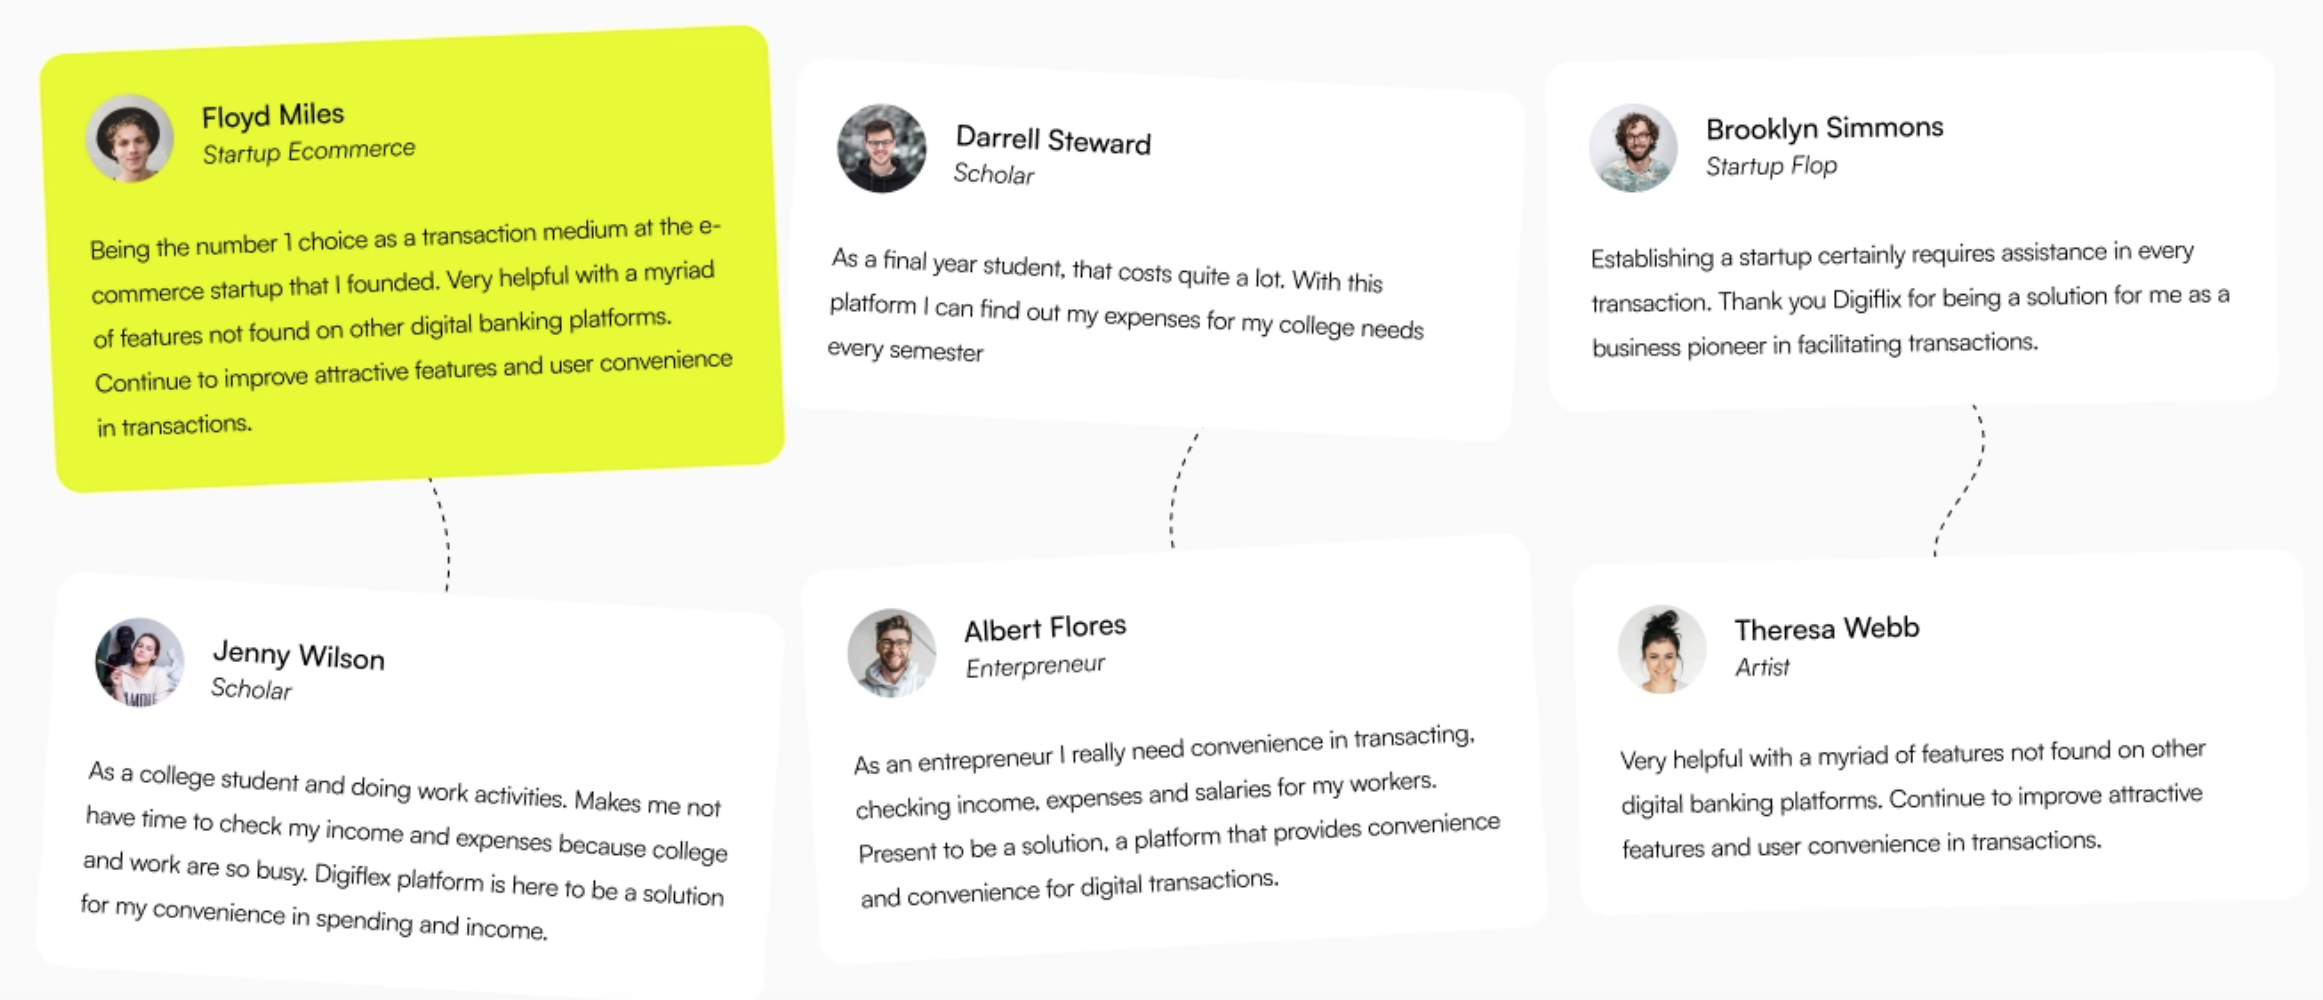 Floyd Miles
Startup Ecommerce
Being the number 1 choice as a transaction medium at the e-
commerce startup that I founded. Very helpful with a myriad
of features not found on other digital banking platforms.
Continue to improve attractive features and user convenience
in transactions.
Darrell Steward
Scholar
As a final year student, that costs quite a lot. With this
platform I can find out my expenses for my college needs
every semester
Brooklyn Simmons
Startup Flop
Establishing a startup certainly requires assistance in every
transaction. Thank you Digiflix for being a solution for me as a
business pioneer in facilitating transactions.
Jenny Wilson
Scholar
As a college student and doing work activities. Makes me not
have time to check my income and expenses because college
and work are so busy. Digiflex platform is here to be a solution
for my convenience in spending and income.
Albert Flores
Enterpreneur
As an entrepreneur I really need convenience in transacting,
checking income, expenses and salaries for my workers.
Present to be a solution, a platform that provides convenience
and convenience for digital transactions.
Theresa Webb
Artist
Very helpful with a myriad of features not found on other
digital banking platforms. Continue to improve attractive
features and user convenience in transactions.